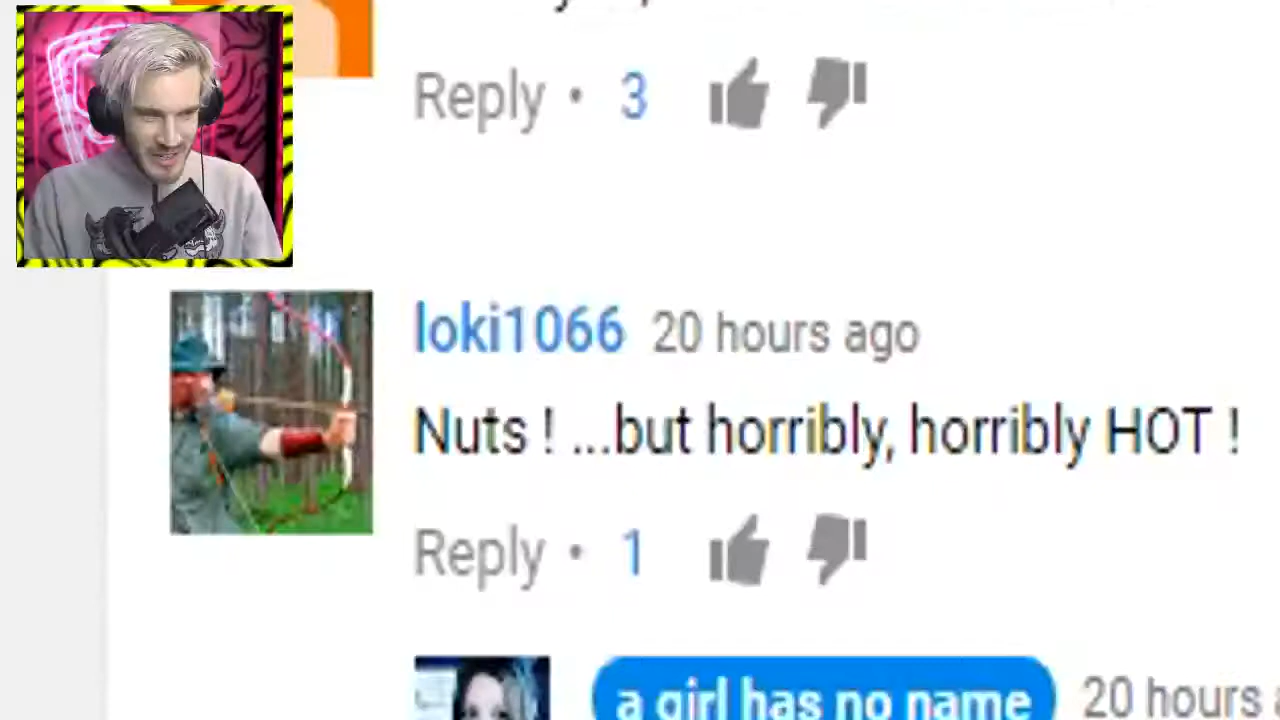 Reply • 3
loki1066 20 hours ago
Nuts ! ...but horribly, horribly HOT !
Reply • 1
a girl has no name 20 hours